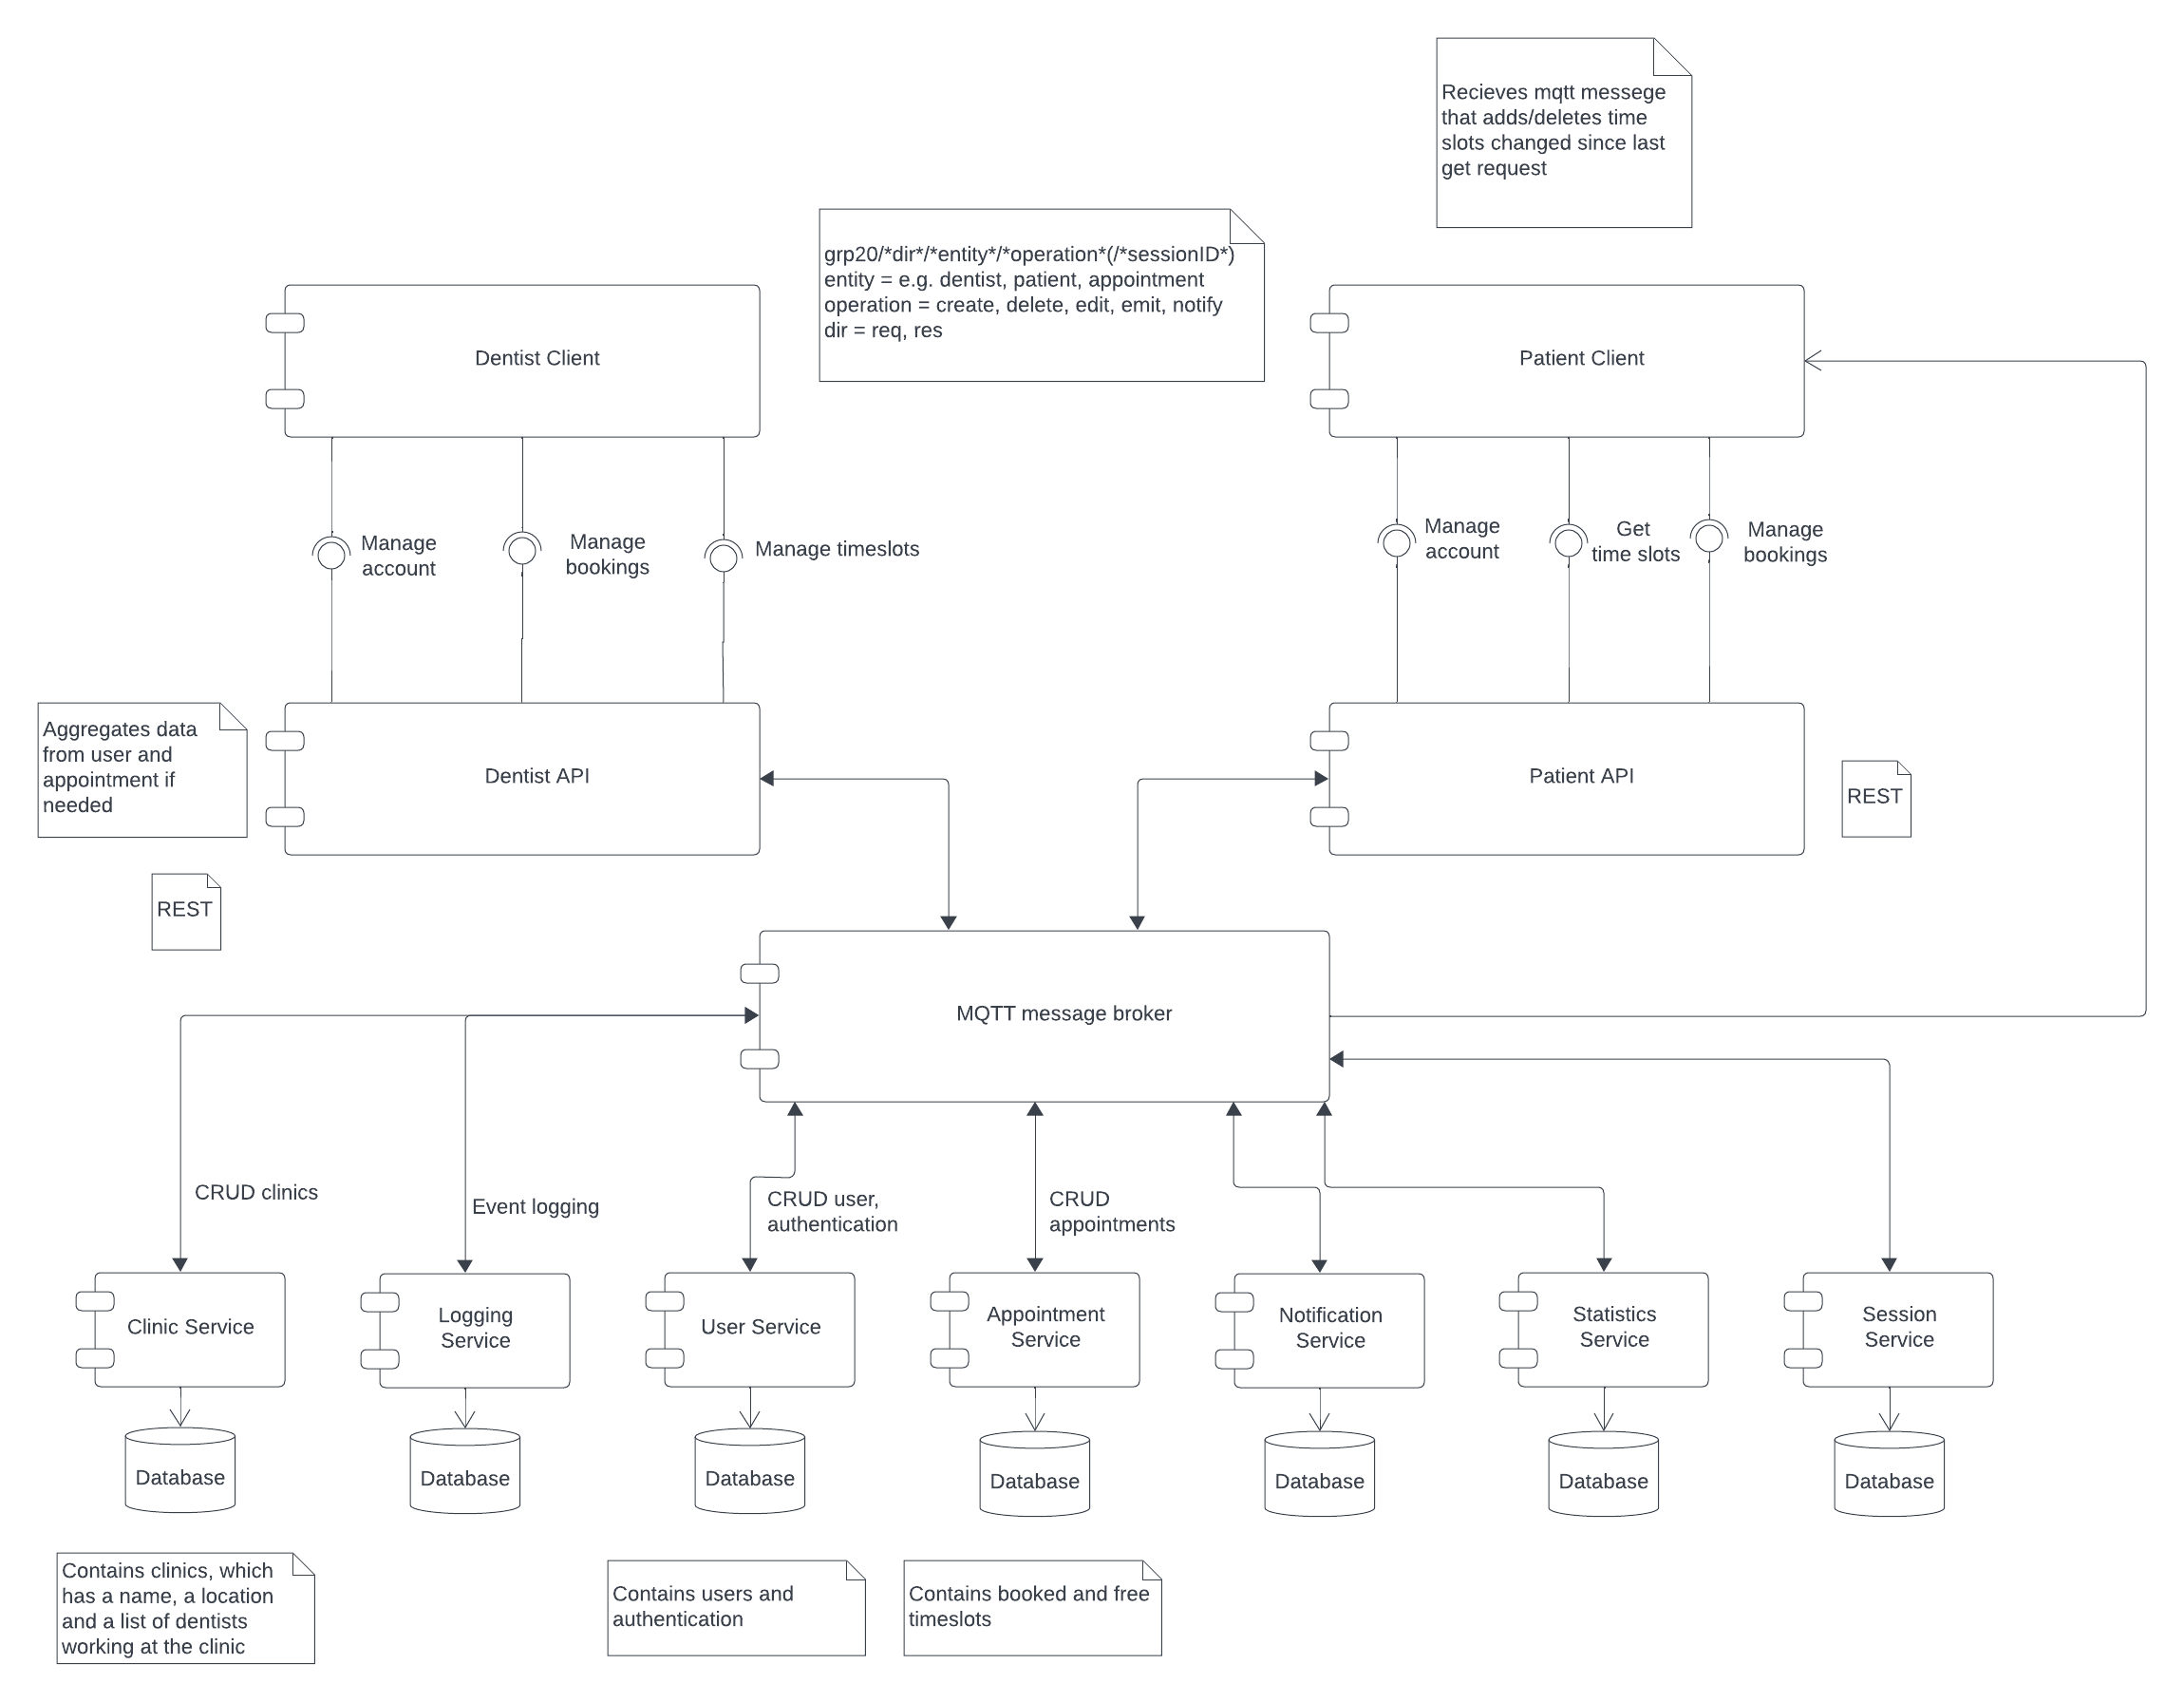 Recieves mqtt messege
that adds/deletes time
slots changed since last
get request
grp20/*dir*/*entity*/*operation*(/*sessionID*)
entity = e.g. dentist, patient, appointment
operation = create, delete, edit, emit, notify
dir = req, res
Dentist Client
Patient Client
Manage
account
Manage
bookings
Manage timeslots
Manage
account
Get
time slots
Manage
bookings
Aggregates data
from user and
appointment if
needed
Dentist API
Patient API
REST
REST
MQTT message broker
CRUD clinics
Event logging
CRUD user,
authentication
CRUD
appointments
Clinic Service
Logging
Service
User Service
Appointment
Service
Notification
Service
Statistics
Service
Session
Service
Database
Database
Database
Database
Database
Database
Database
Contains clinics, which
has a name, a location
and a list of dentists
working at the clinic
Contains users and
authentication
Contains booked and free
timeslots